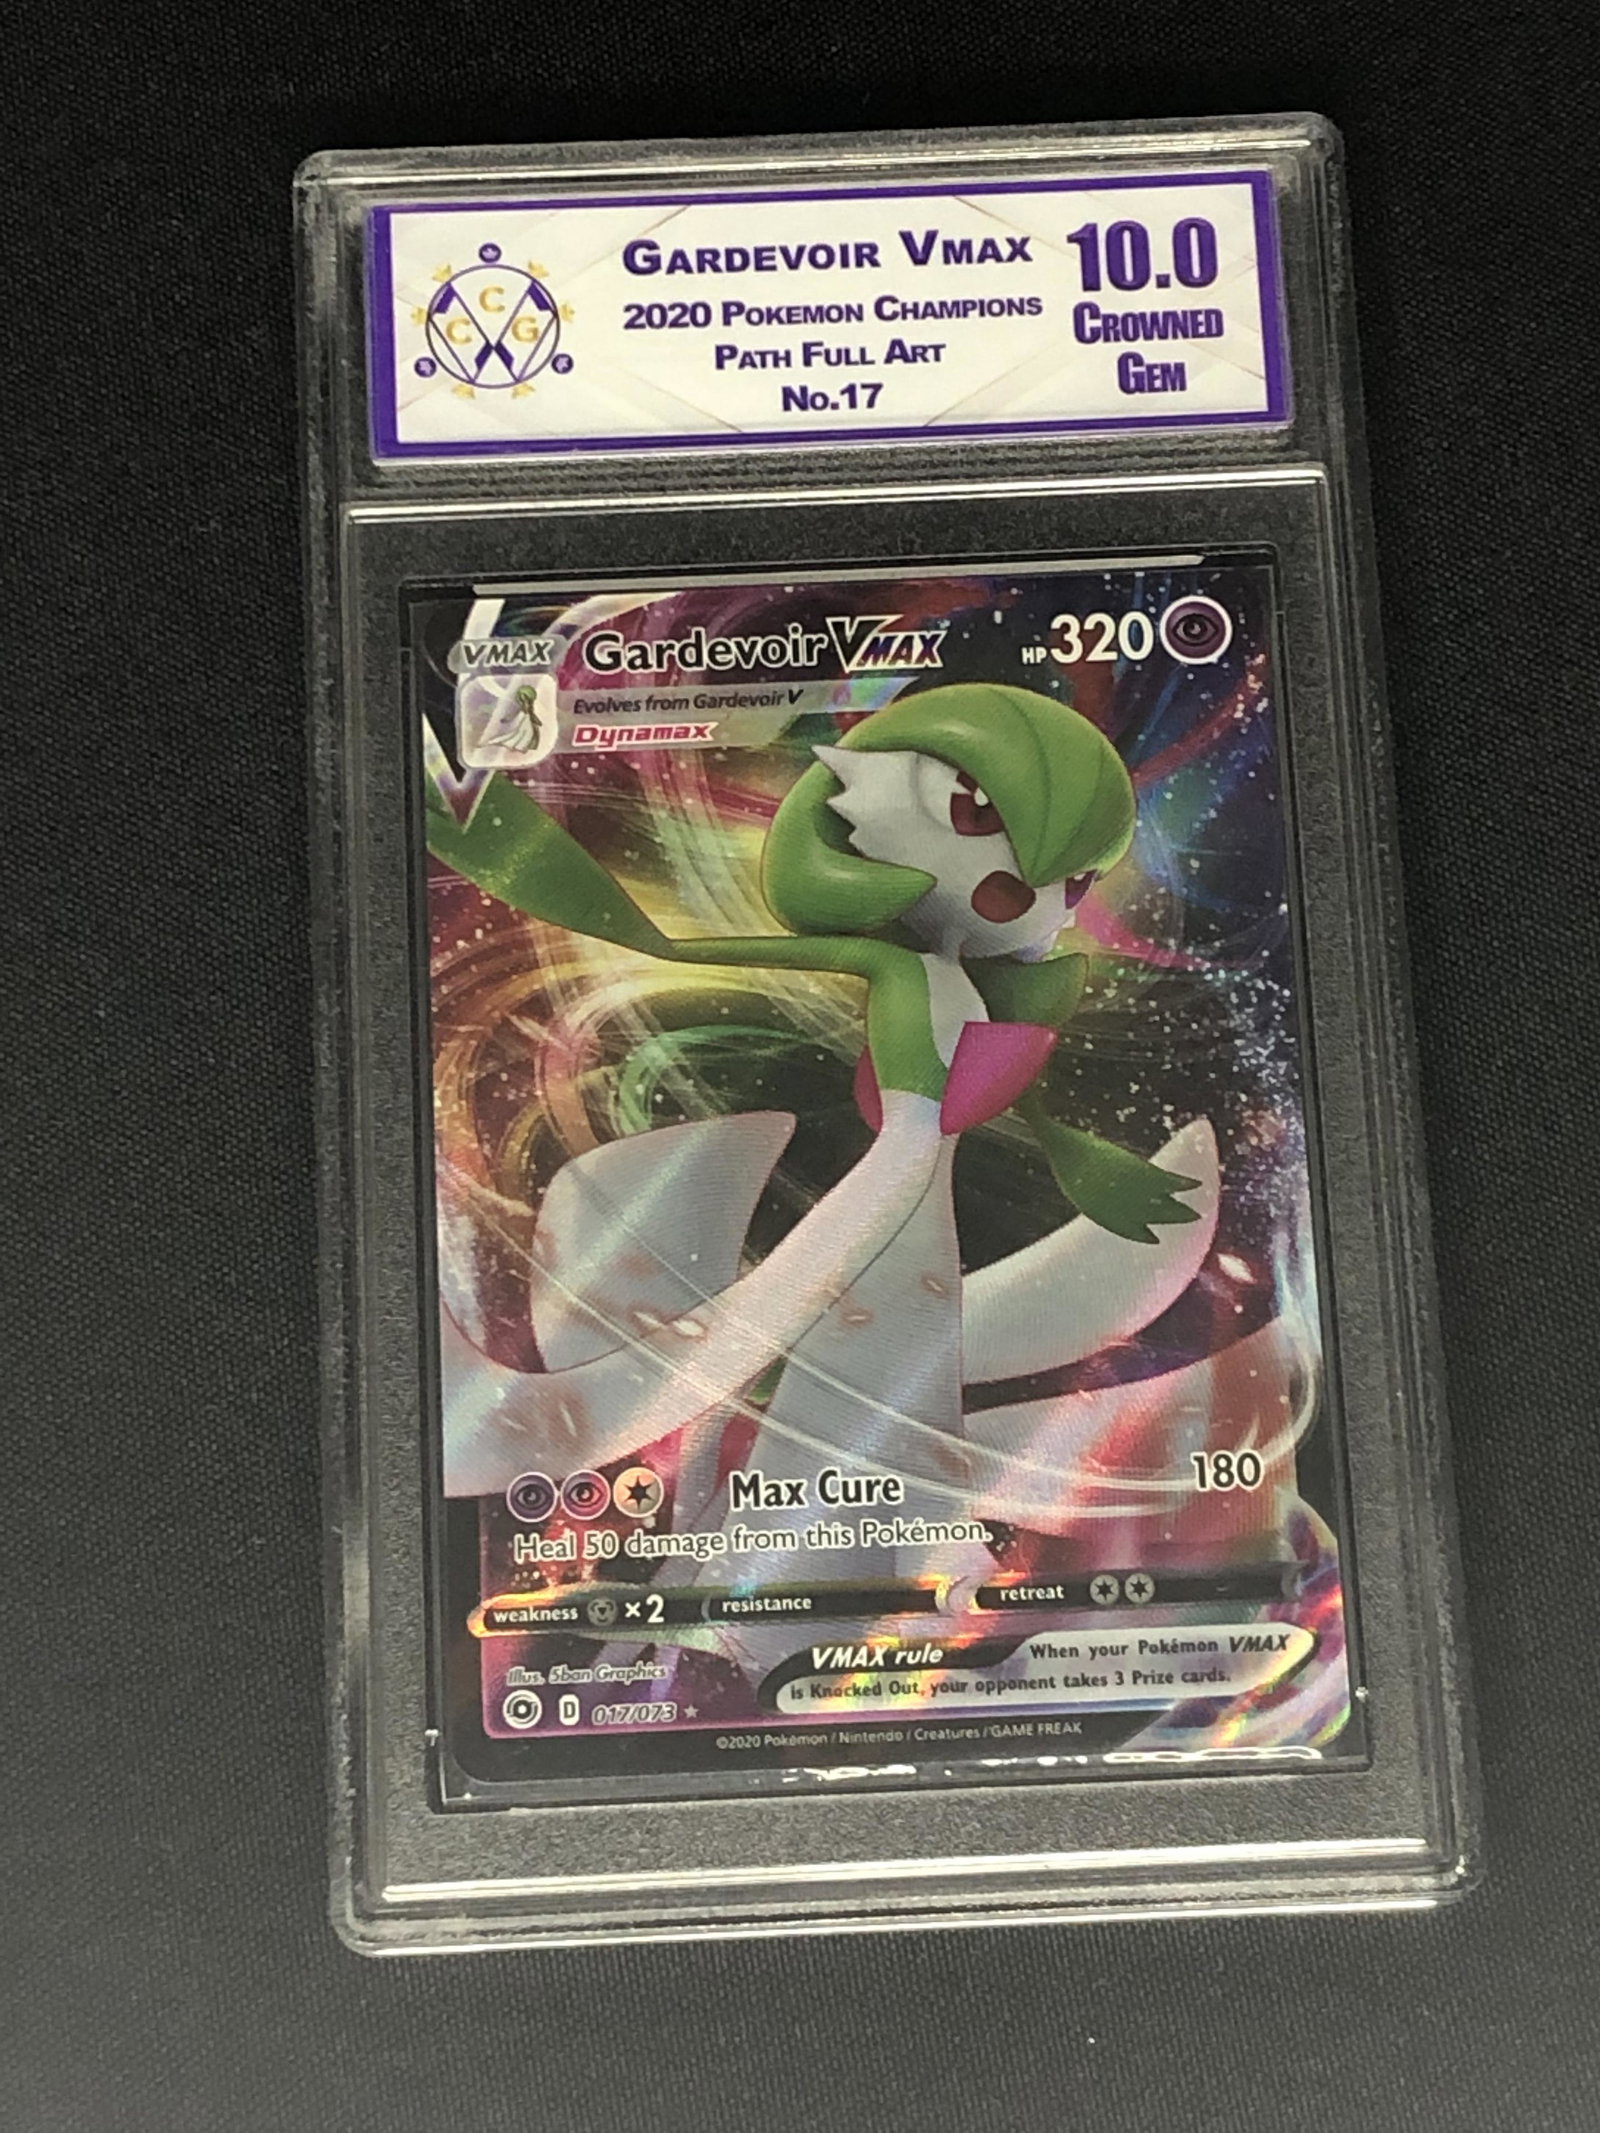 C
C G
GARDEVOIR VMAX
2020 POKEMON CHAMPIONS
PATH FULL ART
NO.17
10.0
CROWNED
GEM
VMAX Gardevoir VMAX HP 320
Evolves from Gardevoir V
Dynamax
Max Cure 180
Heal 50 damage from this Pokémon.
weakness ×2 resistance retreat
VMAX rule When your Pokémon VMAX
is Knocked Out, your opponent takes 3 Prize cards.
Illus. 5ban Graphics
D 017/073 ★
©2020 Pokémon / Nintendo / Creatures / GAME FREAK